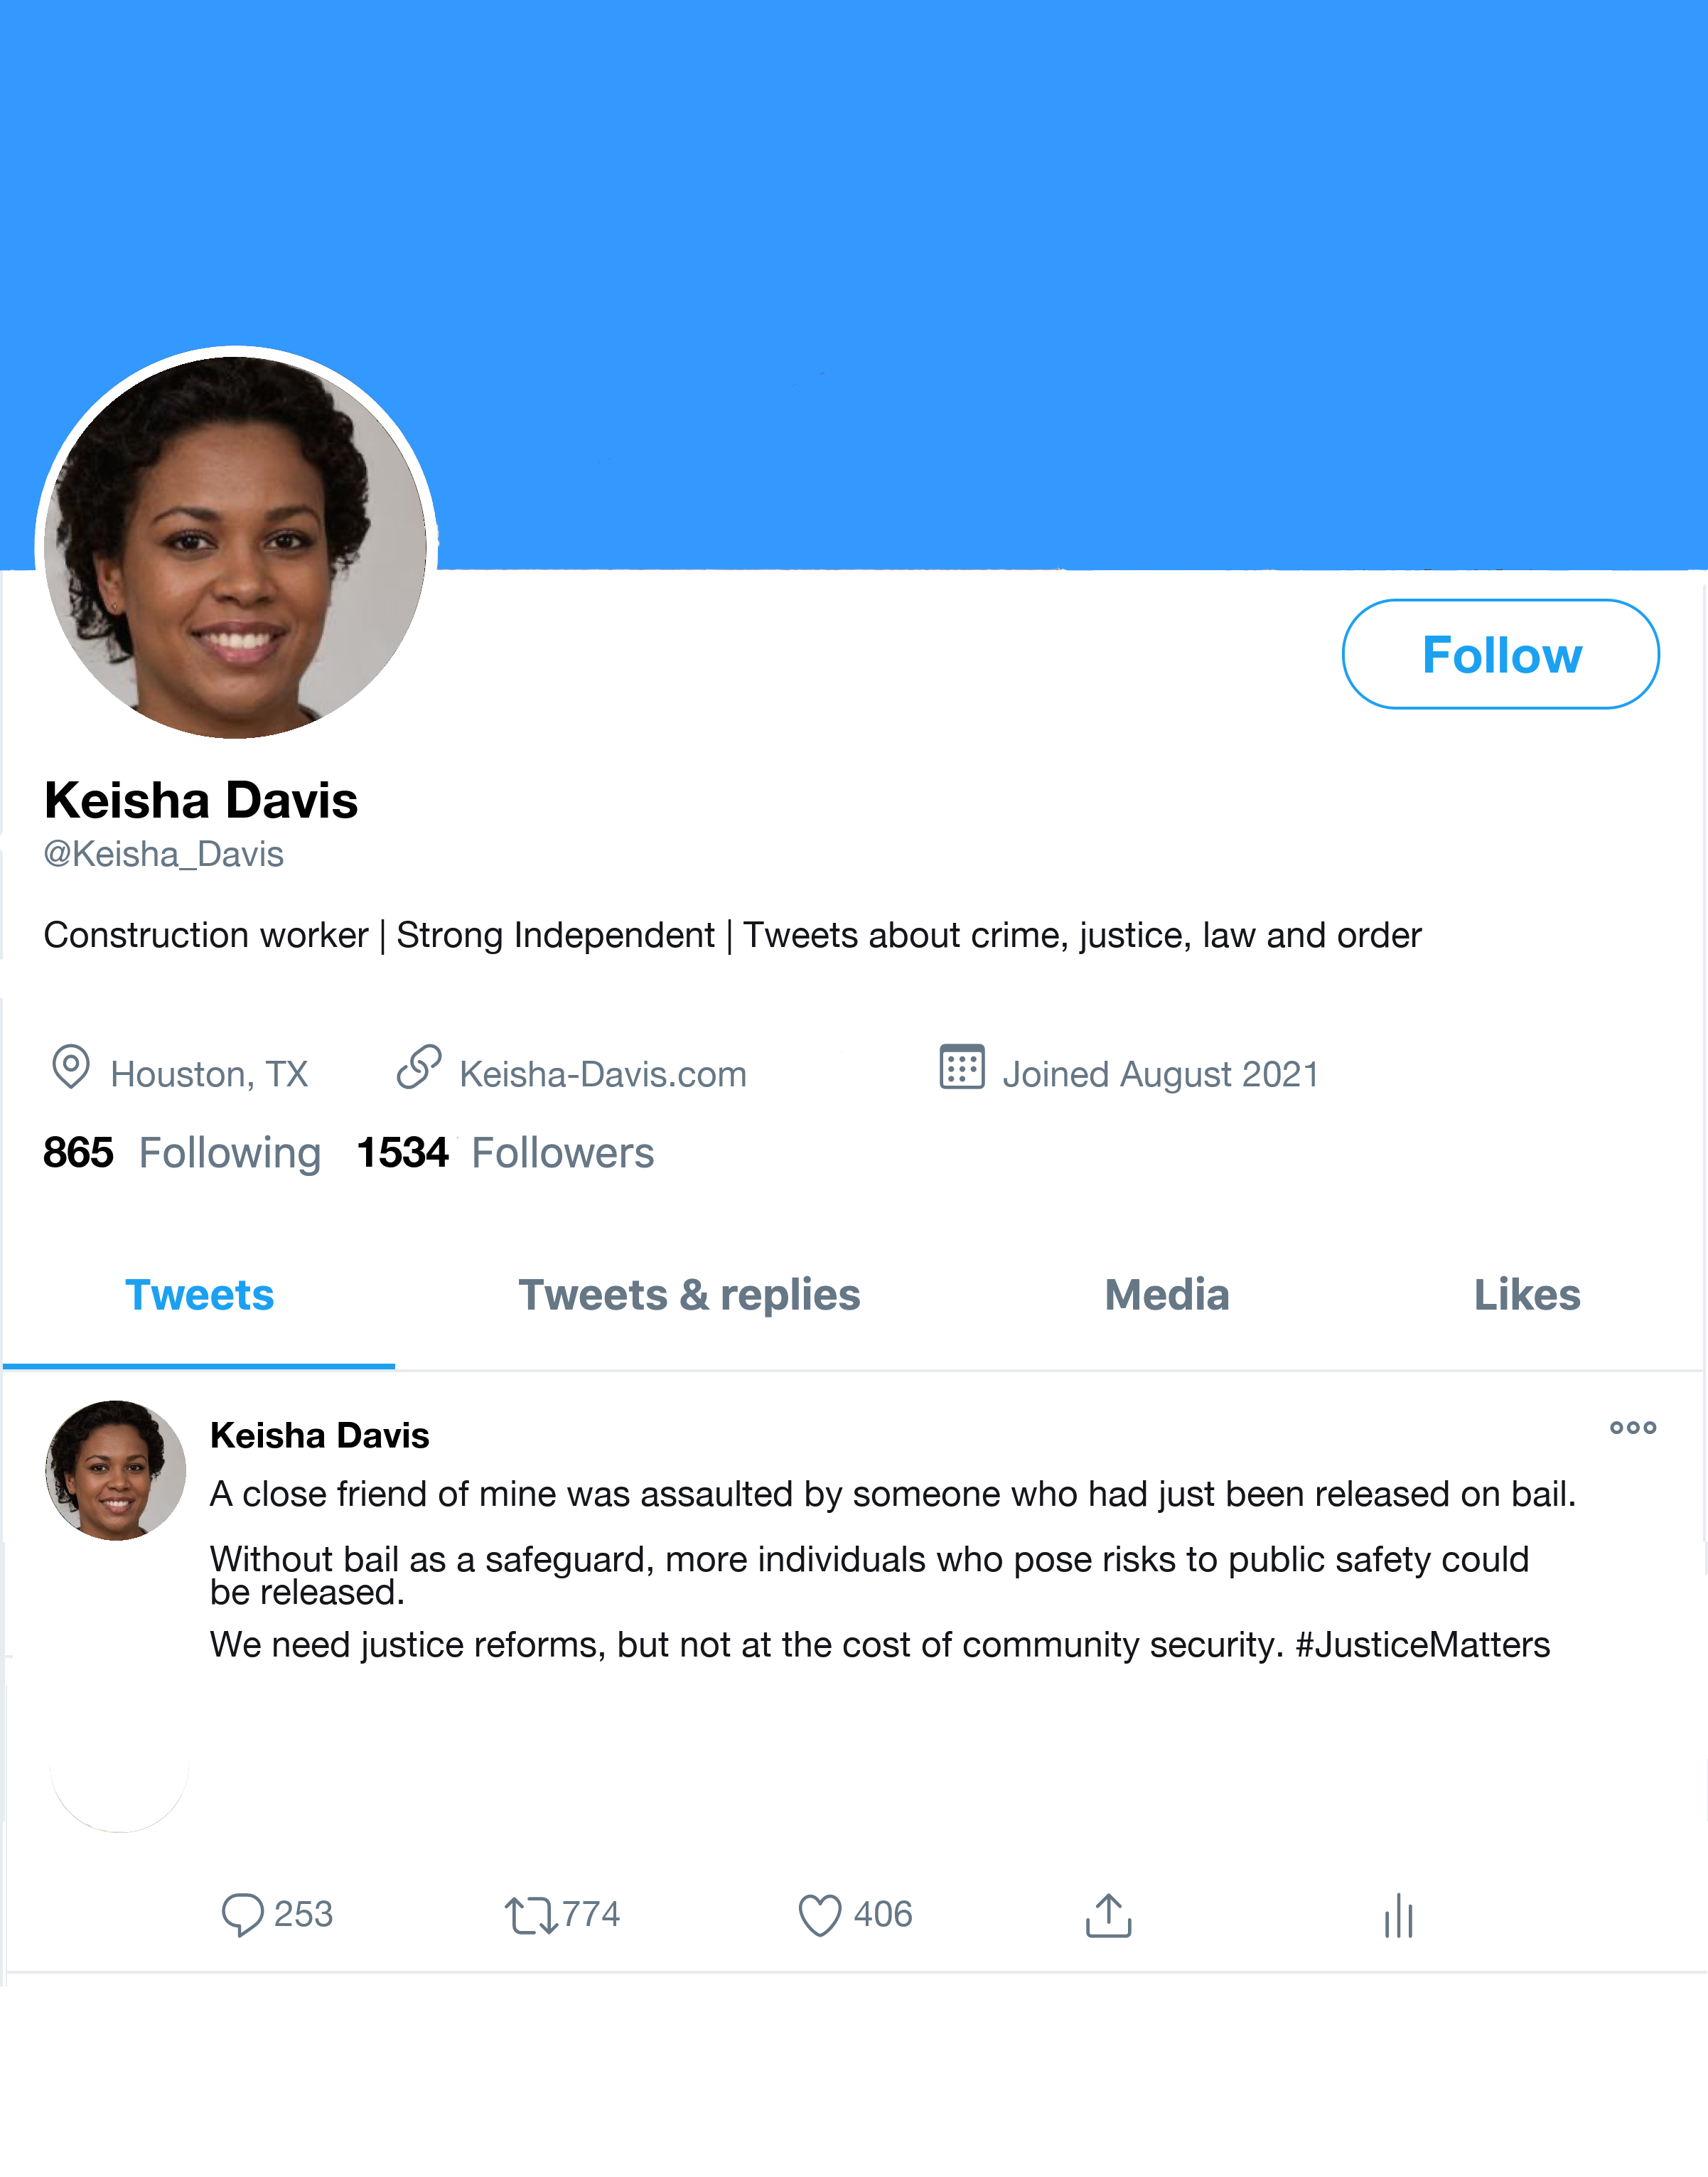 Follow
Keisha Davis
@Keisha_Davis
Construction worker | Strong Independent | Tweets about crime, justice, law and order
Houston, TX Keisha-Davis.com Joined August 2021
865 Following 1534 Followers
Tweets Tweets & replies Media Likes
Keisha Davis
A close friend of mine was assaulted by someone who had just been released on bail.
Without bail as a safeguard, more individuals who pose risks to public safety could
be released.
We need justice reforms, but not at the cost of community security. #JusticeMatters
253 774 406